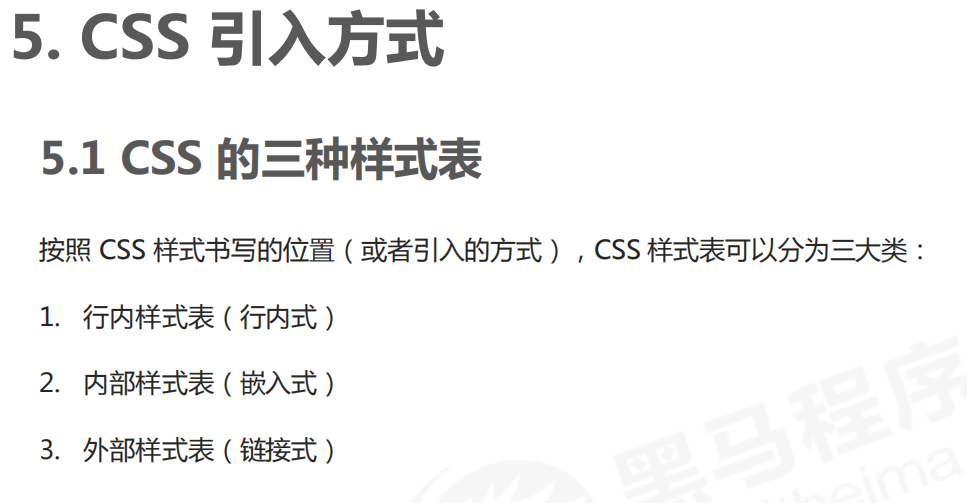 5. CSS 引入方式
5.1 CSS 的三种样式表
按照 CSS 样式书写的位置（或者引入的方式），CSS 样式表可以分为三大类：
1. 行内样式表（行内式）
2. 内部样式表（嵌入式）
3. 外部样式表（链接式）
黑马程序
heima